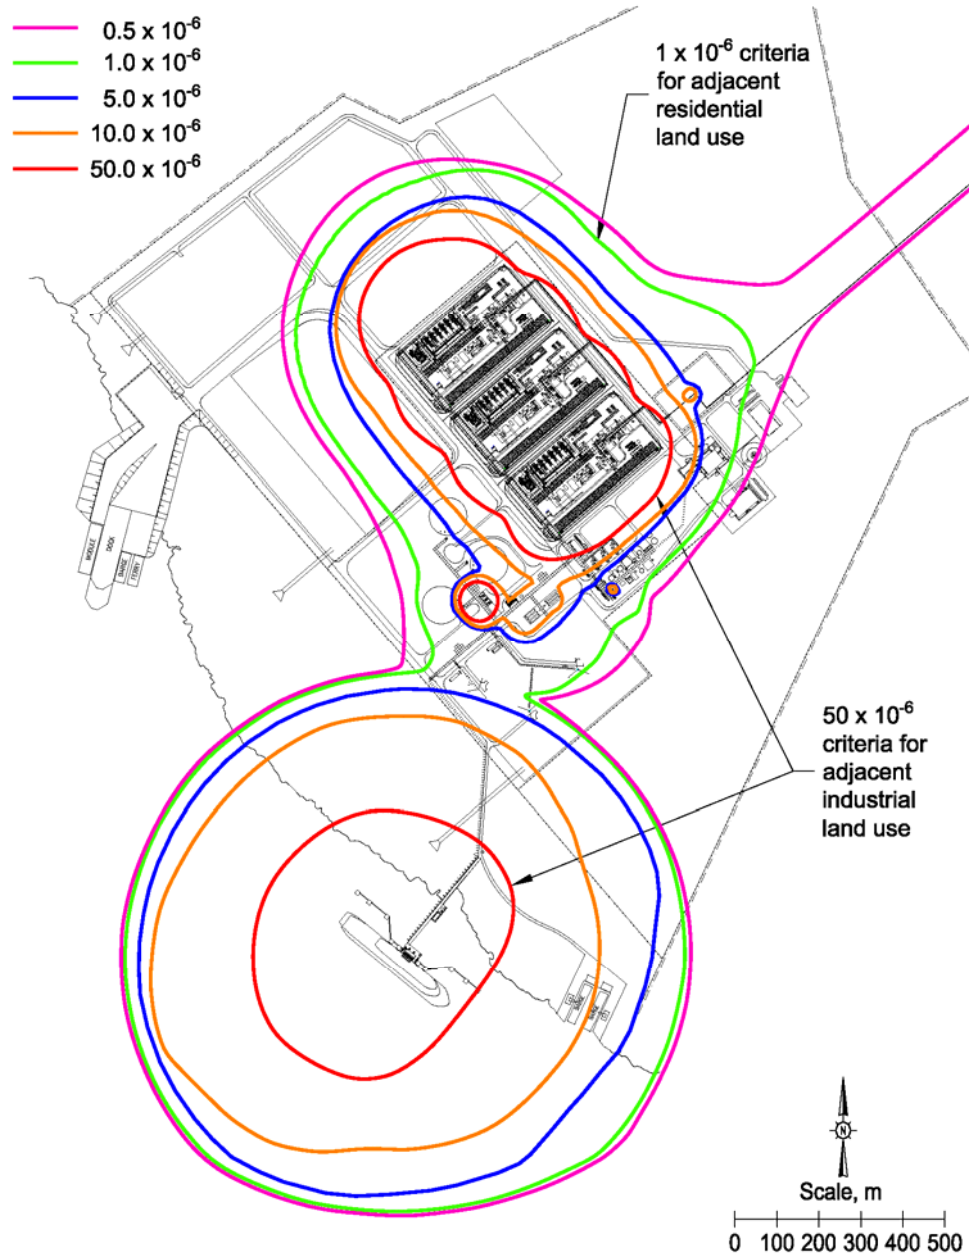 0.5 x 10⁻⁶
1.0 x 10⁻⁶
5.0 x 10⁻⁶
10.0 x 10⁻⁶
50.0 x 10⁻⁶
1 x 10⁻⁶ criteria
for adjacent
residential
land use
MODULE
DOCK
BARGE
FERRY
50 x 10⁻⁶
criteria for
adjacent
industrial
land use
N
Scale, m
0 100 200 300 400 500